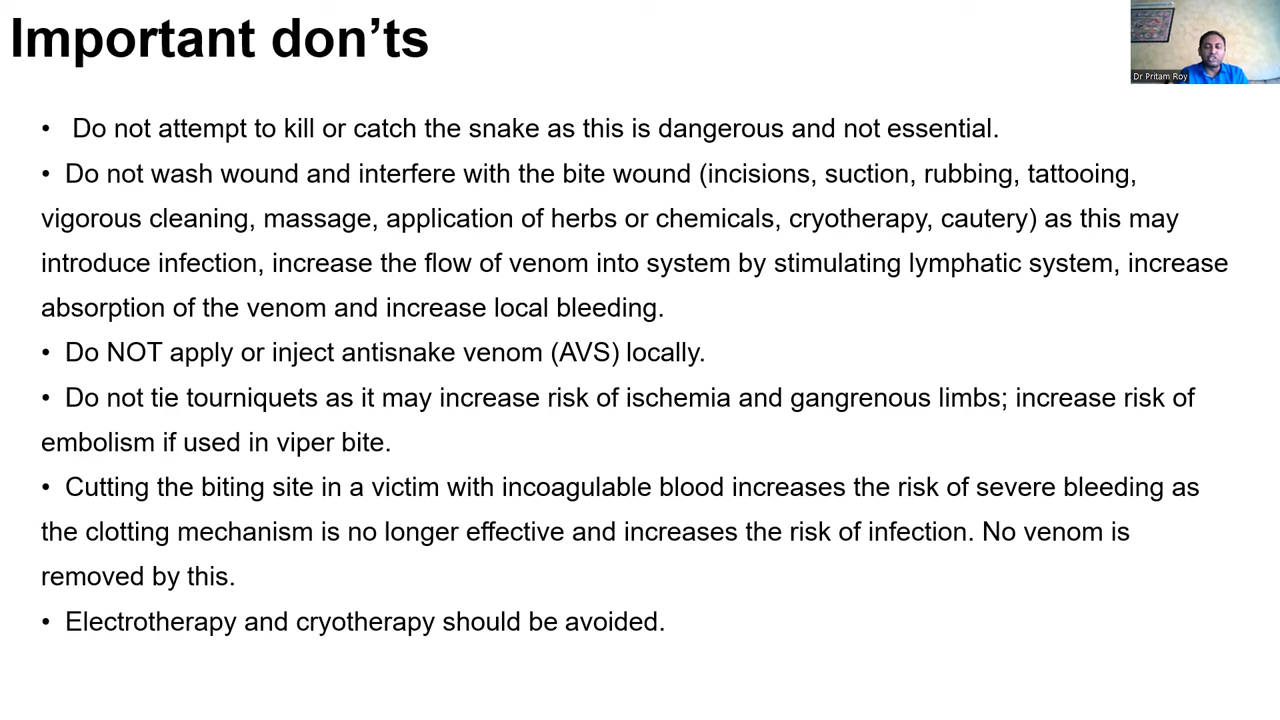 Important don’ts
Dr Pritam Roy
• Do not attempt to kill or catch the snake as this is dangerous and not essential.
• Do not wash wound and interfere with the bite wound (incisions, suction, rubbing, tattooing,
vigorous cleaning, massage, application of herbs or chemicals, cryotherapy, cautery) as this may
introduce infection, increase the flow of venom into system by stimulating lymphatic system, increase
absorption of the venom and increase local bleeding.
• Do NOT apply or inject antisnake venom (AVS) locally.
• Do not tie tourniquets as it may increase risk of ischemia and gangrenous limbs; increase risk of
embolism if used in viper bite.
• Cutting the biting site in a victim with incoagulable blood increases the risk of severe bleeding as
the clotting mechanism is no longer effective and increases the risk of infection. No venom is
removed by this.
• Electrotherapy and cryotherapy should be avoided.